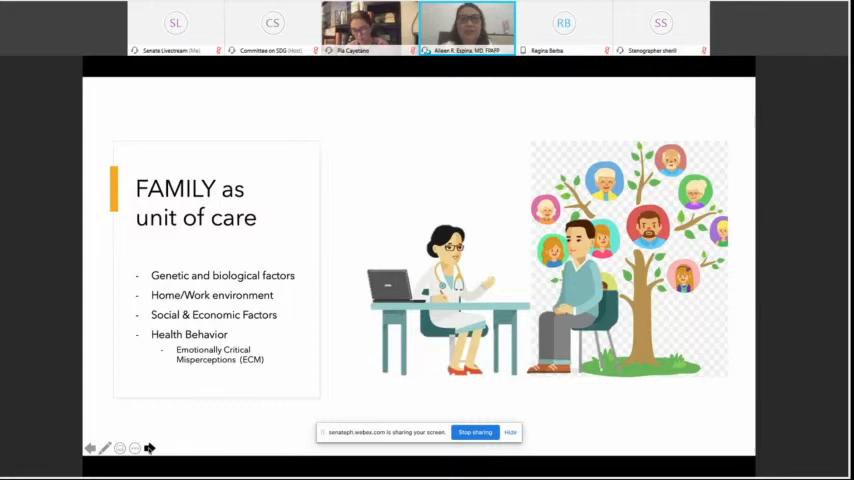 SL
CS
RB
SS
Senate Livestream (Me)
Committee on SDG (Host)
Pia Cayetano
Aileen R. Espina, MD, FPAFP
Regina Berba
Stenographer sherill
FAMILY as
unit of care
- Genetic and biological factors
- Home/Work environment
- Social & Economic Factors
- Health Behavior
- Emotionally Critical
Misperceptions (ECM)
senateph.webex.com is sharing your screen.
Stop sharing
Hide